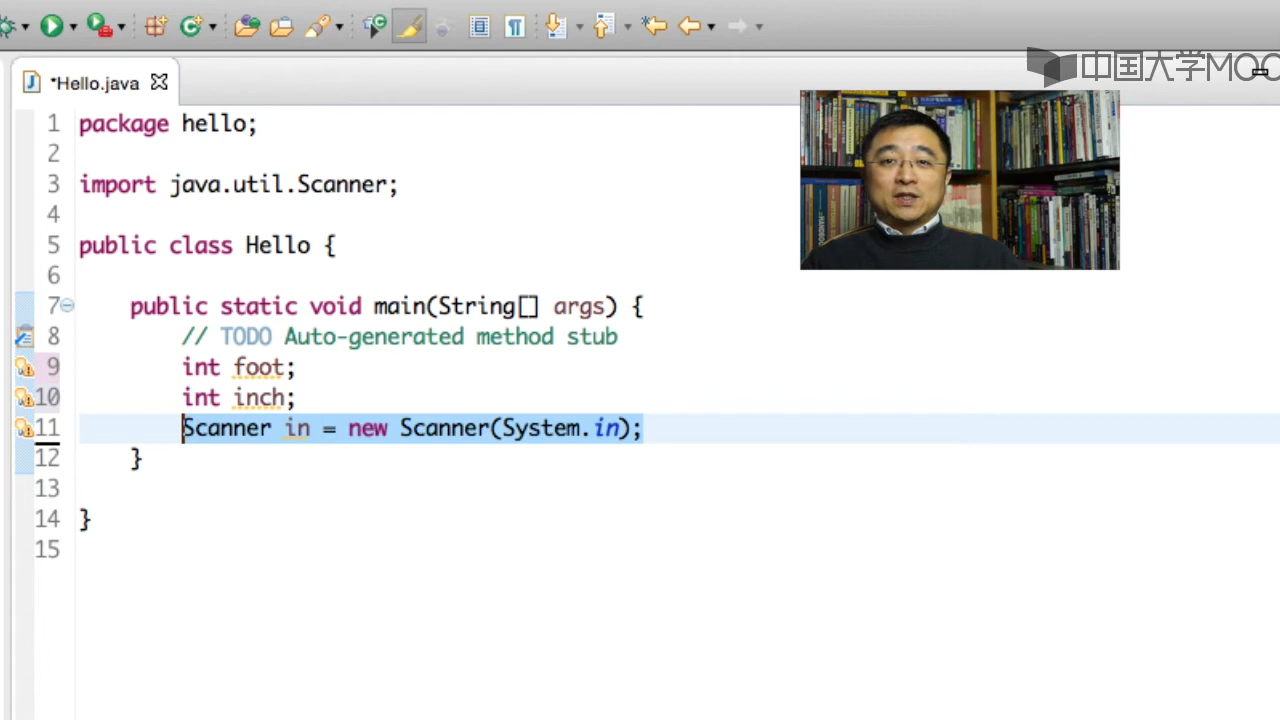 *Hello.java
中国大学MOO
1 package hello;
2
3 import java.util.Scanner;
4
5 public class Hello {
6
7 public static void main(String[] args) {
8 // TODO Auto-generated method stub
9 int foot;
10 int inch;
11 Scanner in = new Scanner(System.in);
12 }
13
14 }
15